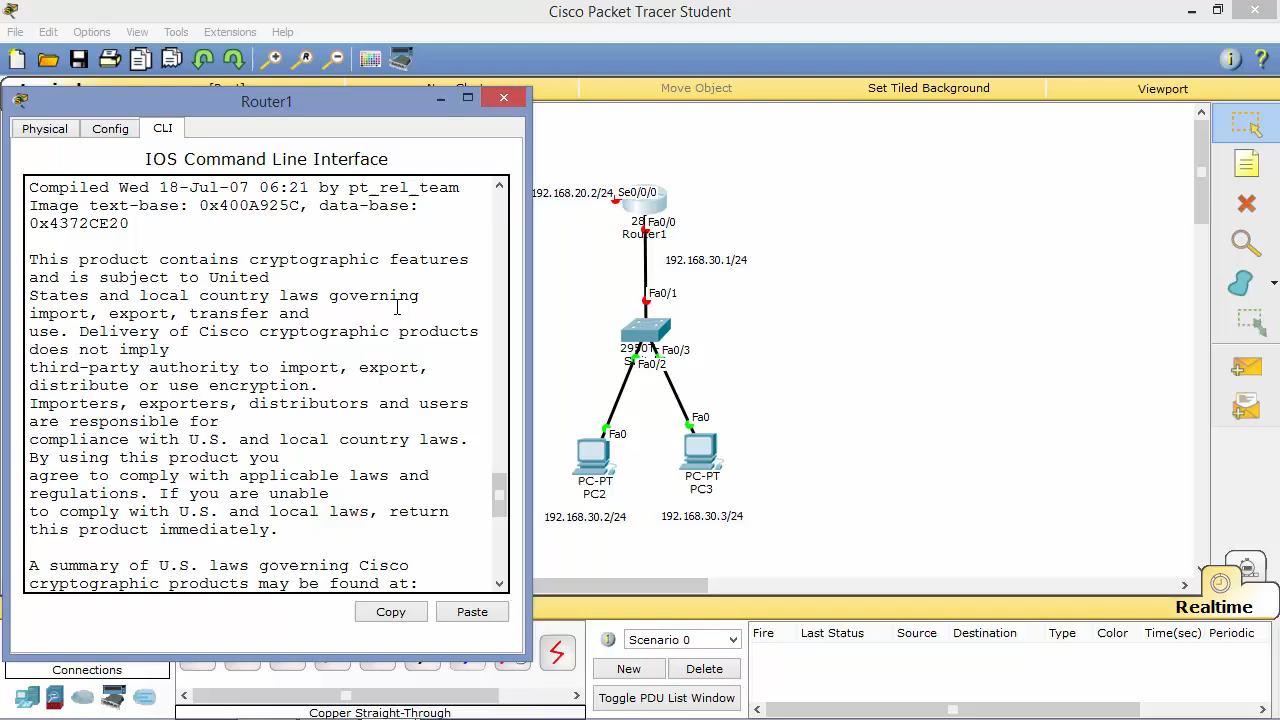 Cisco Packet Tracer Student
File Edit Options View Tools Extensions Help
Move Object
Set Tiled Background
Viewport
Router1
Physical Config CLI
IOS Command Line Interface
Compiled Wed 18-Jul-07 06:21 by pt_rel_team
Image text-base: 0x400A925C, data-base:
0x4372CE20
This product contains cryptographic features
and is subject to United
States and local country laws governing
import, export, transfer and
use. Delivery of Cisco cryptographic products
does not imply
third-party authority to import, export,
distribute or use encryption.
Importers, exporters, distributors and users
are responsible for
compliance with U.S. and local country laws.
By using this product you
agree to comply with applicable laws and
regulations. If you are unable
to comply with U.S. and local laws, return
this product immediately.
A summary of U.S. laws governing Cisco
cryptographic products may be found at:
Copy Paste
192.168.20.2/24
Se0/0/0
Fa0/0
Router1
192.168.30.1/24
Fa0/1
Fa0/3
Fa0/2
Fa0
Fa0
PC-PT
PC2
PC-PT
PC3
192.168.30.2/24
192.168.30.3/24
Realtime
Scenario 0
New Delete
Toggle PDU List Window
Fire Last Status Source Destination Type Color Time(sec) Periodic
Connections
Copper Straight-Through